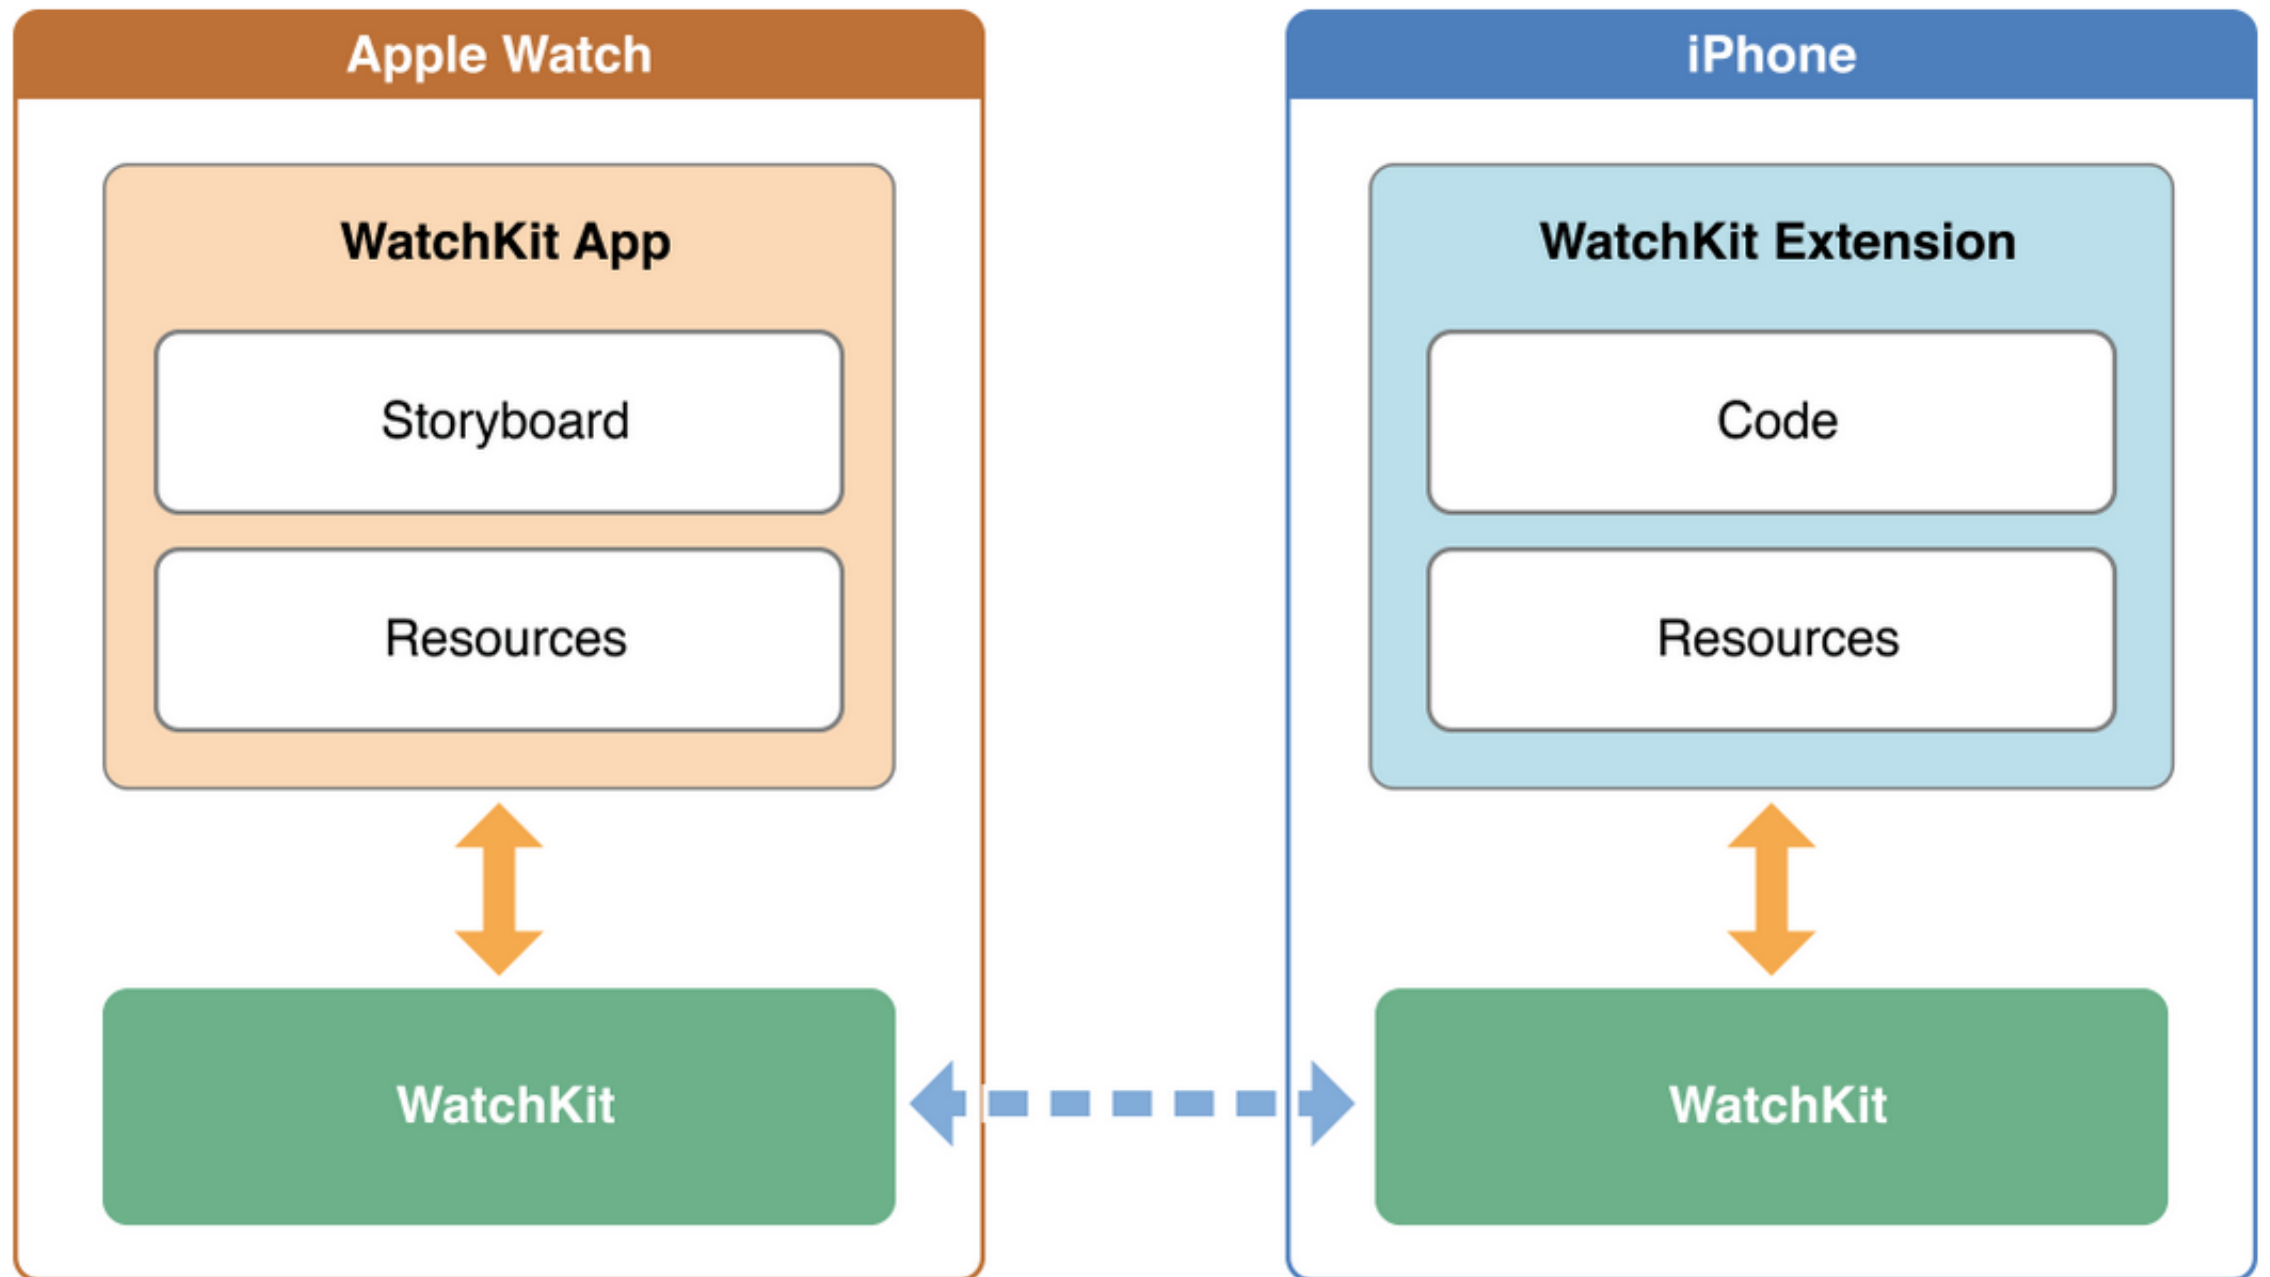 Apple Watch
WatchKit App
Storyboard
Resources
WatchKit
iPhone
WatchKit Extension
Code
Resources
WatchKit